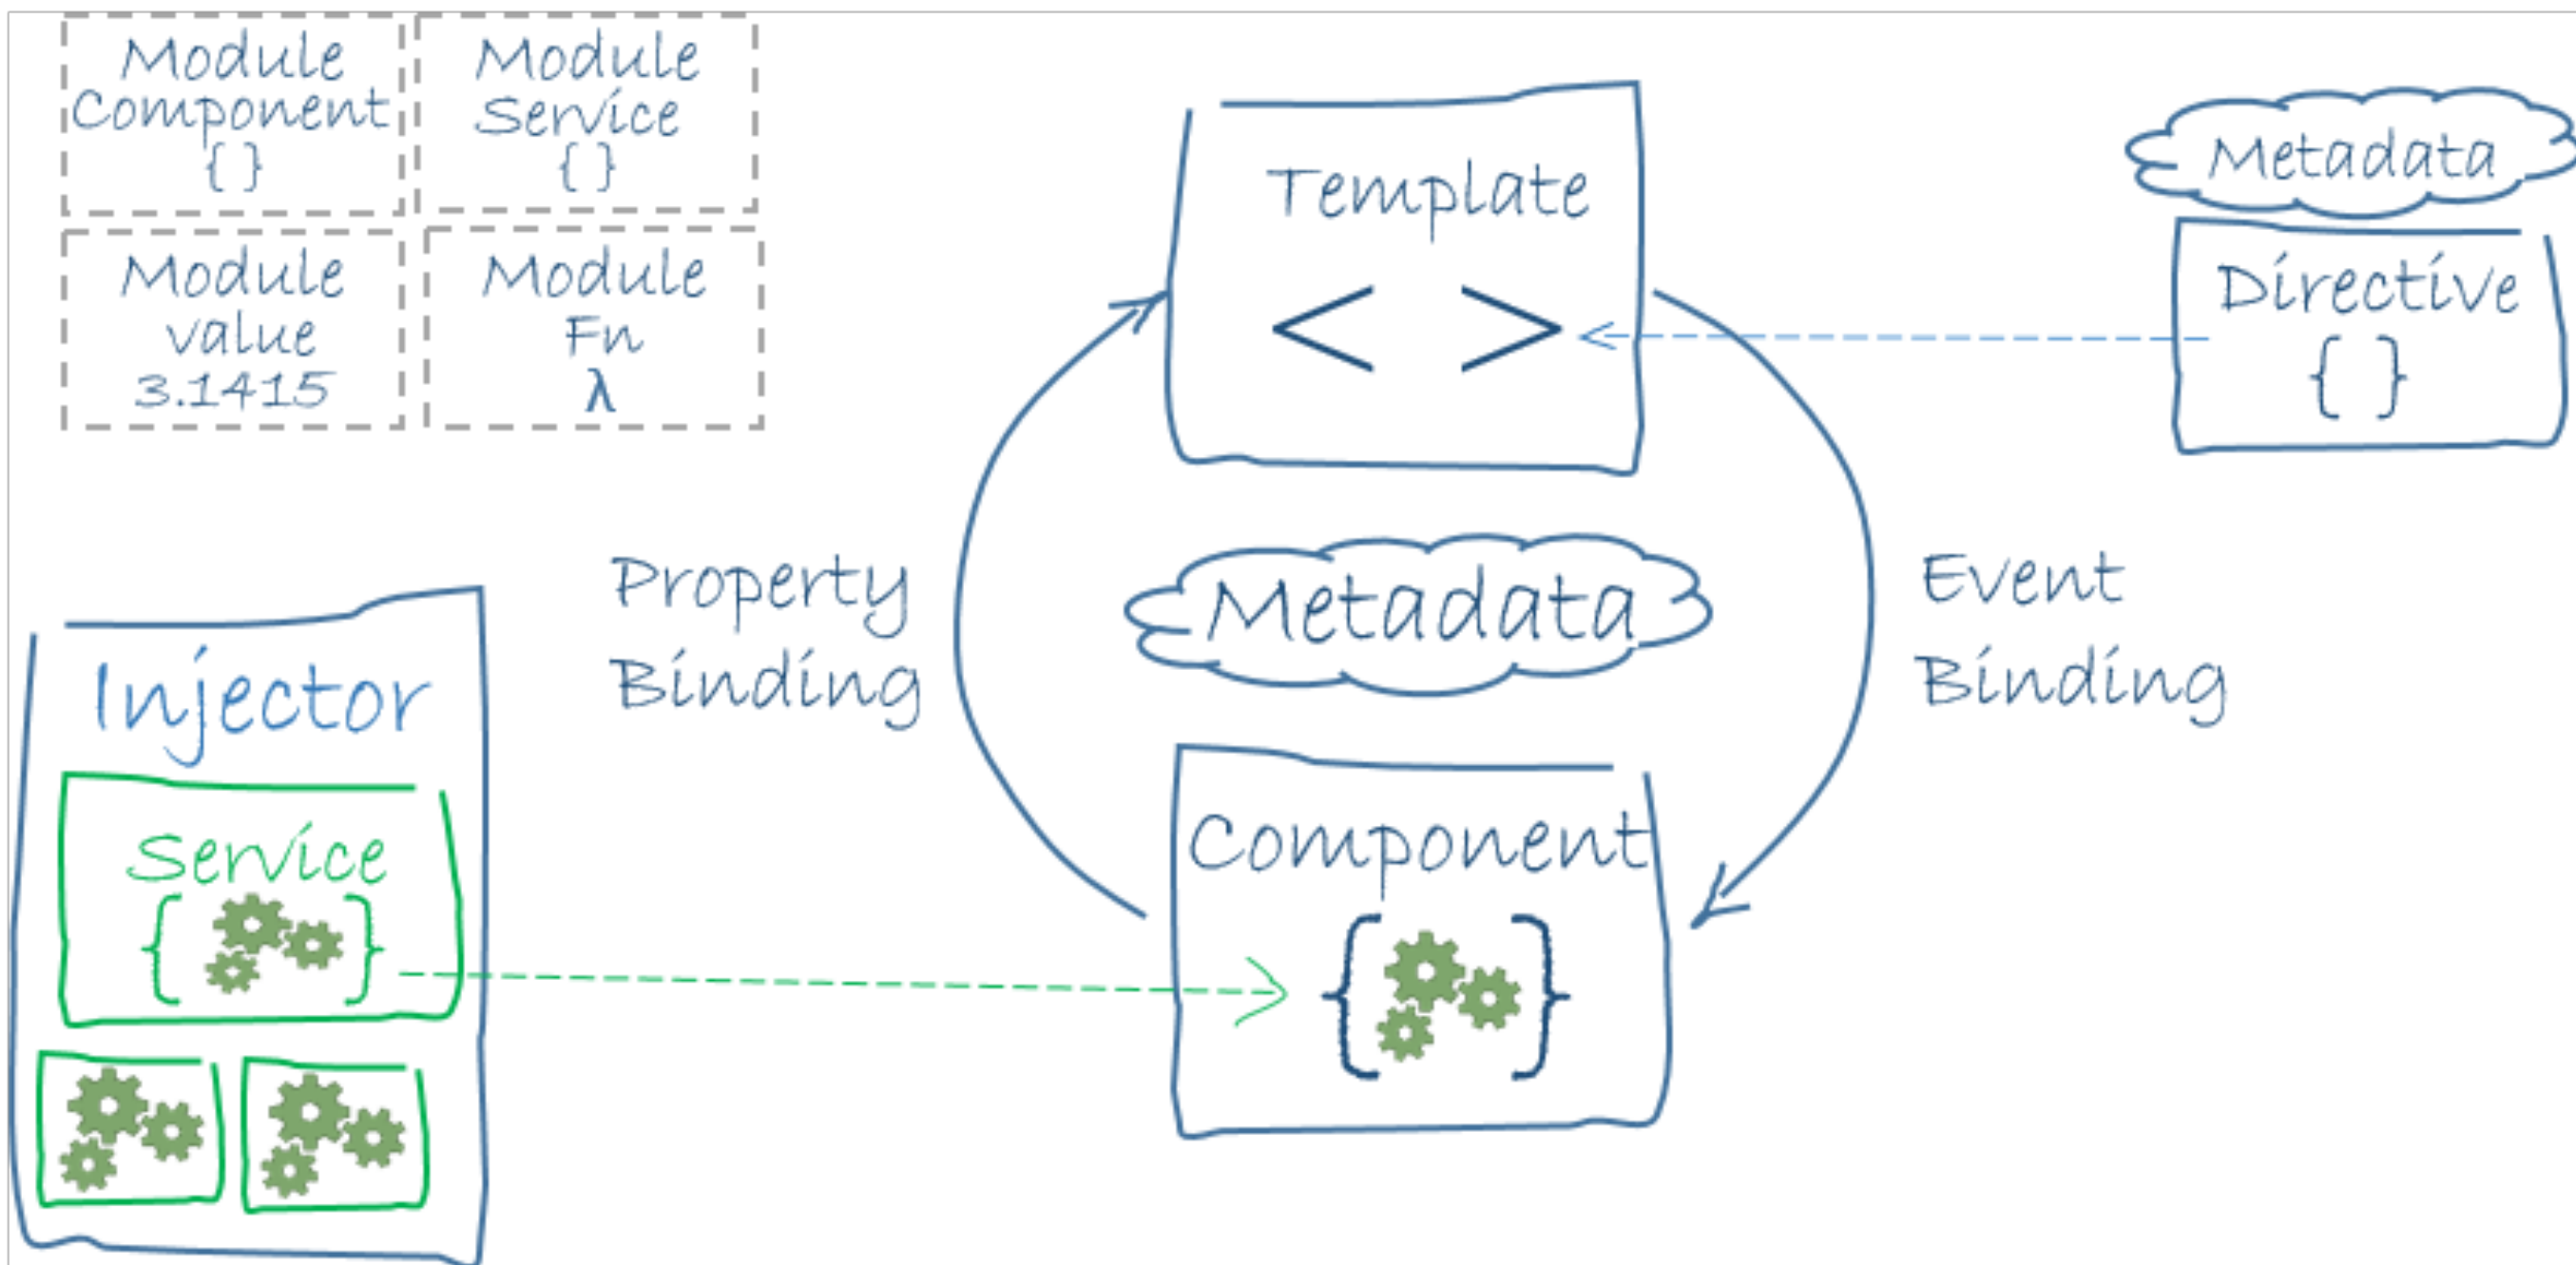 Module
Component
{ }
Module
Service
{ }
Module
value
3.1415
Module
Fn
λ
Template
< >
Metadata
Directive
{ }
Property
Binding
Metadata
Event
Binding
Injector
Service
{ }
Component
{ }